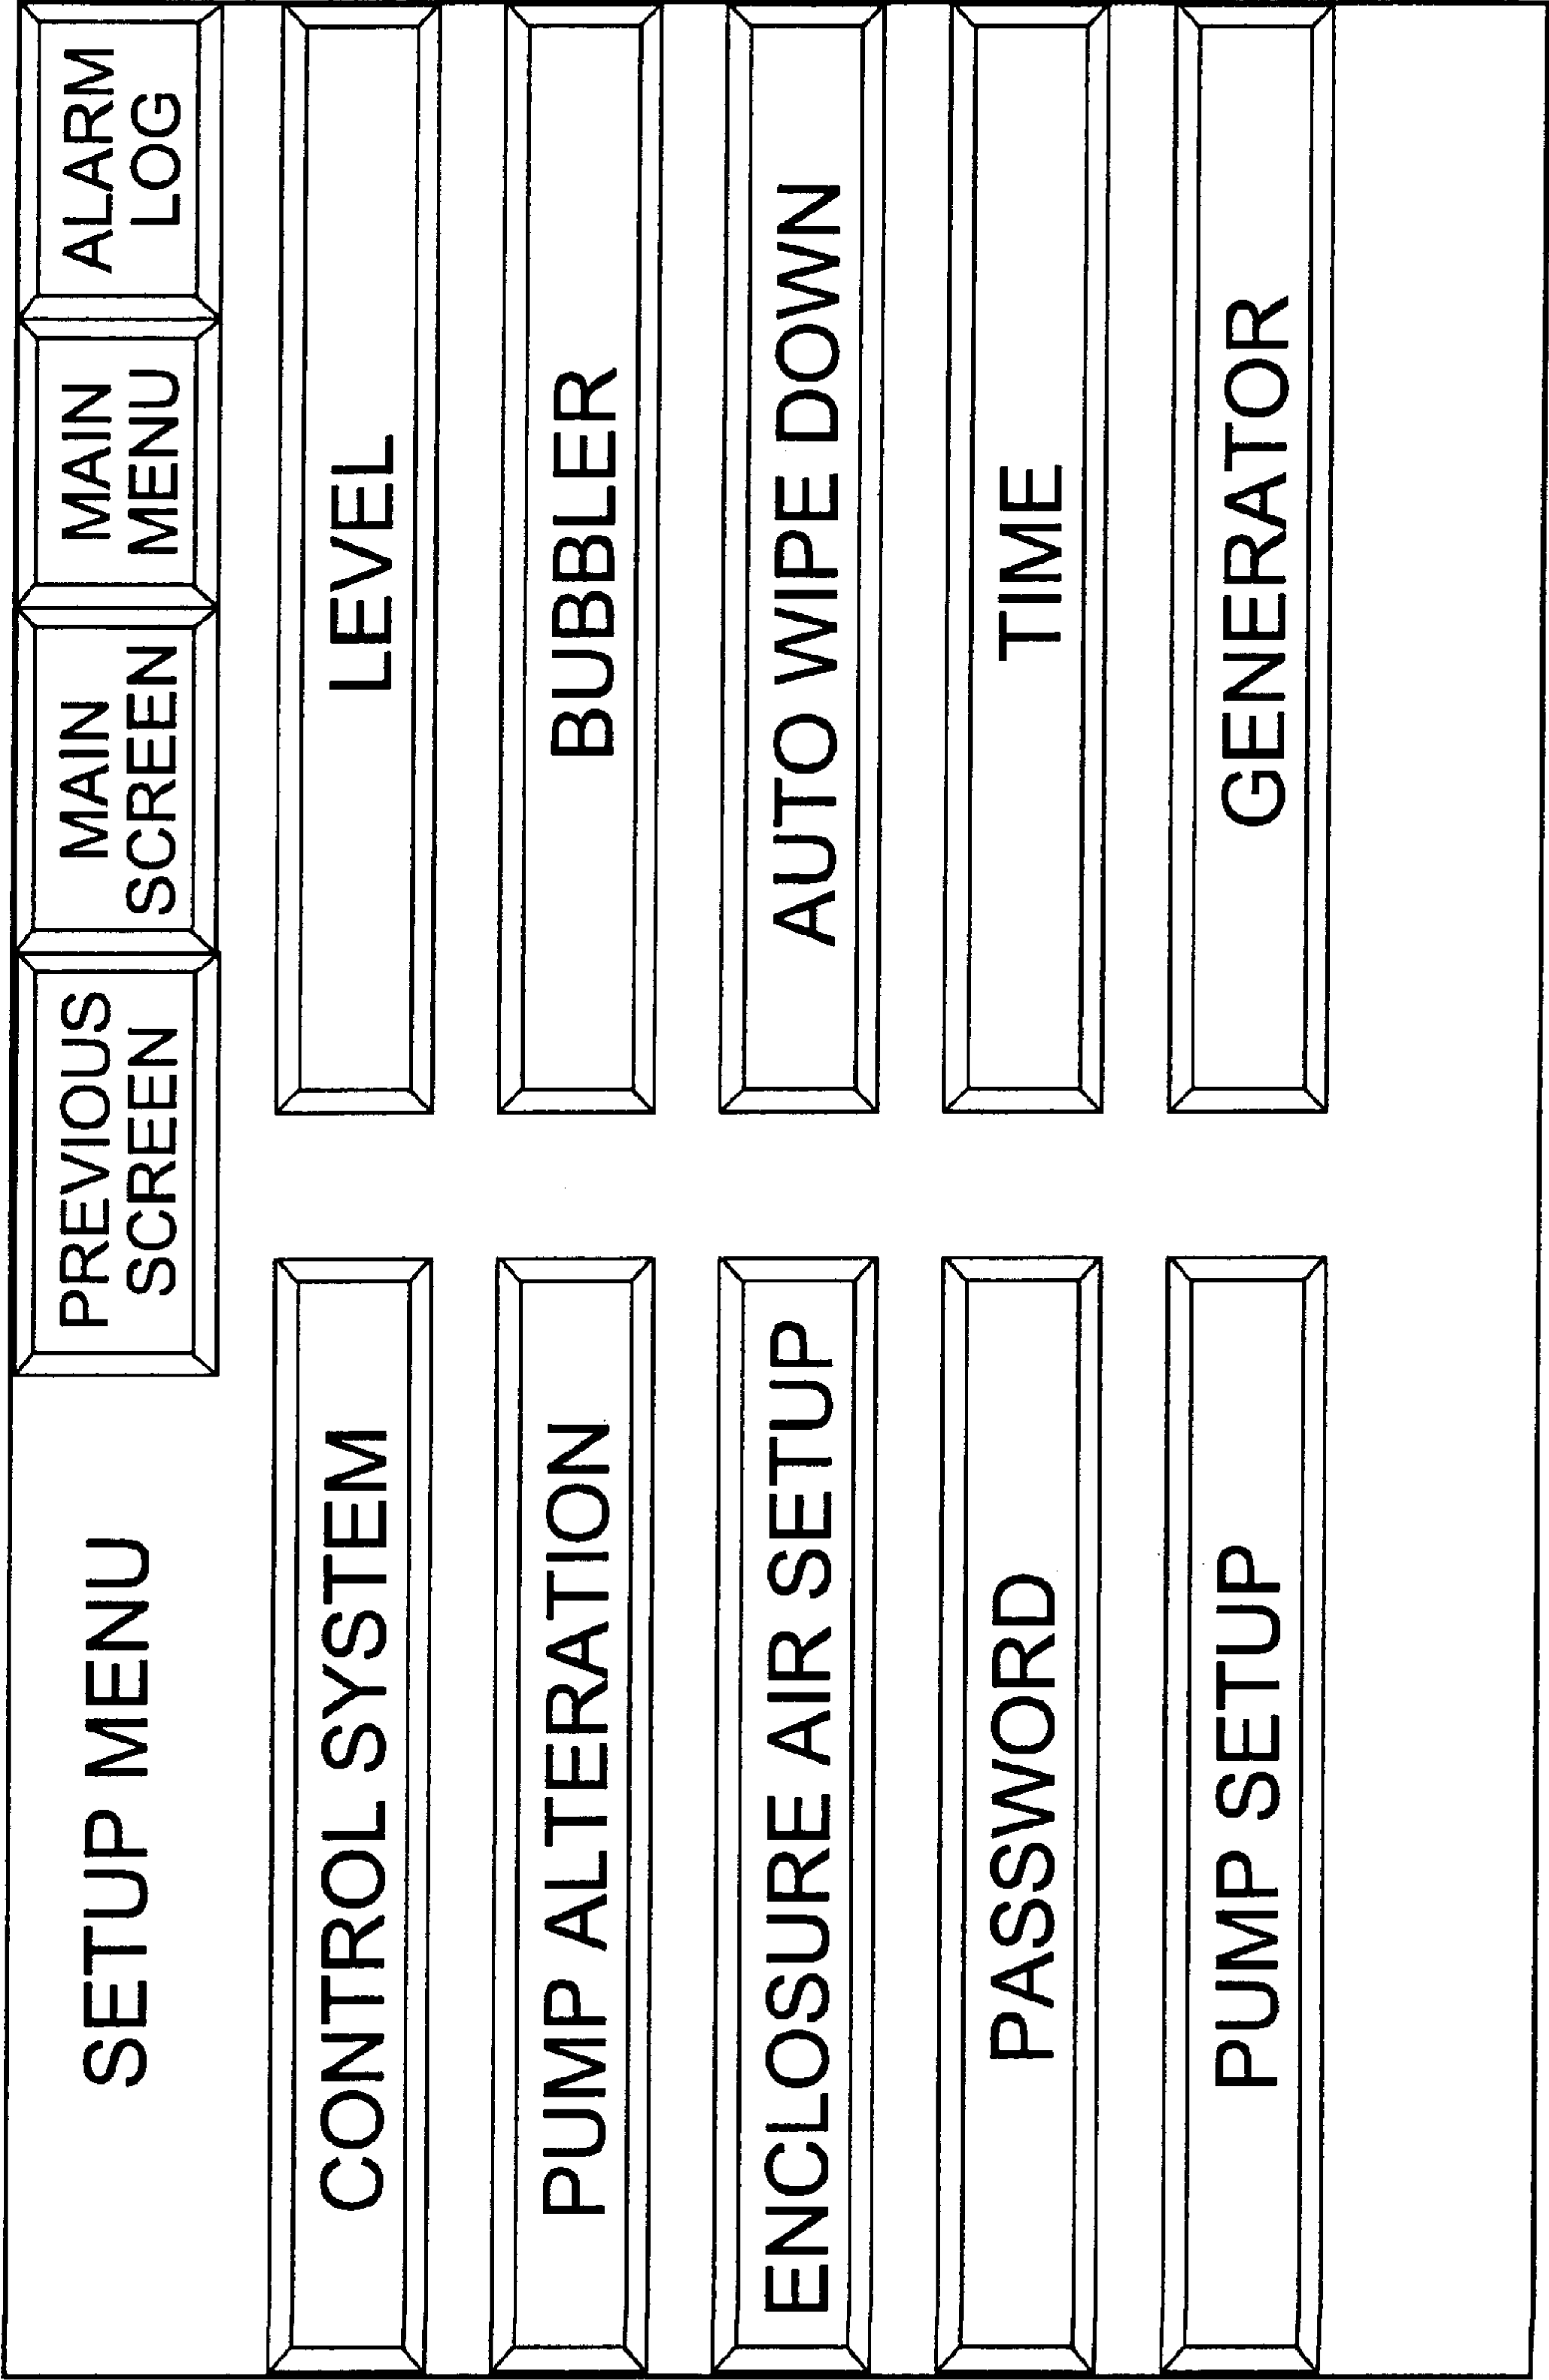 SETUP MENU
PREVIOUS
SCREEN
MAIN
SCREEN
MAIN
MENU
ALARM
LOG
CONTROL SYSTEM
LEVEL
PUMP ALTERATION
BUBBLER
ENCLOSURE AIR SETUP
AUTO WIPE DOWN
PASSWORD
TIME
PUMP SETUP
GENERATOR